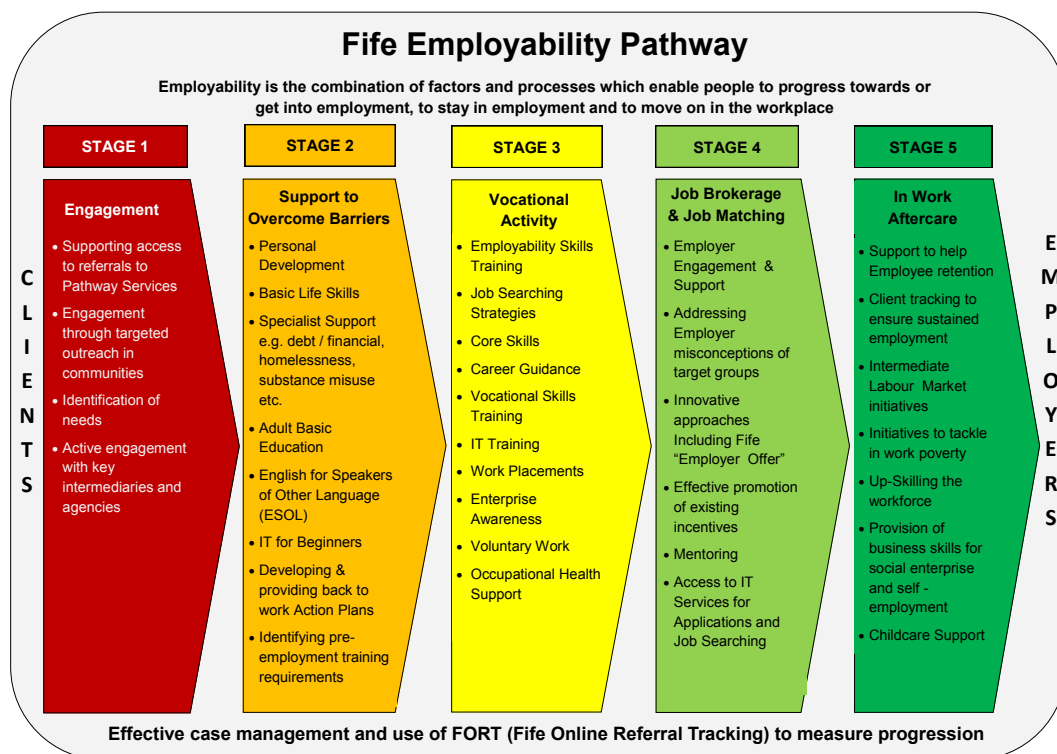 Fife Employability Pathway
Employability is the combination of factors and processes which enable people to progress towards or
get into employment, to stay in employment and to move on in the workplace
CLIENTS
STAGE 1
Engagement
• Supporting access
to referrals to
Pathway Services
• Engagement
through targeted
outreach in
communities
• Identification of
needs
• Active engagement
with key
intermediaries and
agencies
STAGE 2
Support to
Overcome Barriers
• Personal
Development
• Basic Life Skills
• Specialist Support
e.g. debt / financial,
homelessness,
substance misuse
etc.
• Adult Basic
Education
• English for Speakers
of Other Language
(ESOL)
• IT for Beginners
• Developing &
providing back to
work Action Plans
• Identifying pre-
employment training
requirements
STAGE 3
Vocational
Activity
• Employability Skills
Training
• Job Searching
Strategies
• Core Skills
• Career Guidance
• Vocational Skills
Training
• IT Training
• Work Placements
• Enterprise
Awareness
• Voluntary Work
• Occupational Health
Support
STAGE 4
Job Brokerage
& Job Matching
• Employer
Engagement &
Support
• Addressing
Employer
misconceptions of
target groups
• Innovative
approaches
Including Fife
“Employer Offer”
• Effective promotion
of existing
incentives
• Mentoring
• Access to IT
Services for
Applications and
Job Searching
STAGE 5
In Work
Aftercare
• Support to help
Employee retention
• Client tracking to
ensure sustained
employment
• Intermediate
Labour Market
initiatives
• Initiatives to tackle
in work poverty
• Up-Skilling the
workforce
• Provision of
business skills for
social enterprise
and self -
employment
• Childcare Support
EMPLOYERS
Effective case management and use of FORT (Fife Online Referral Tracking) to measure progression